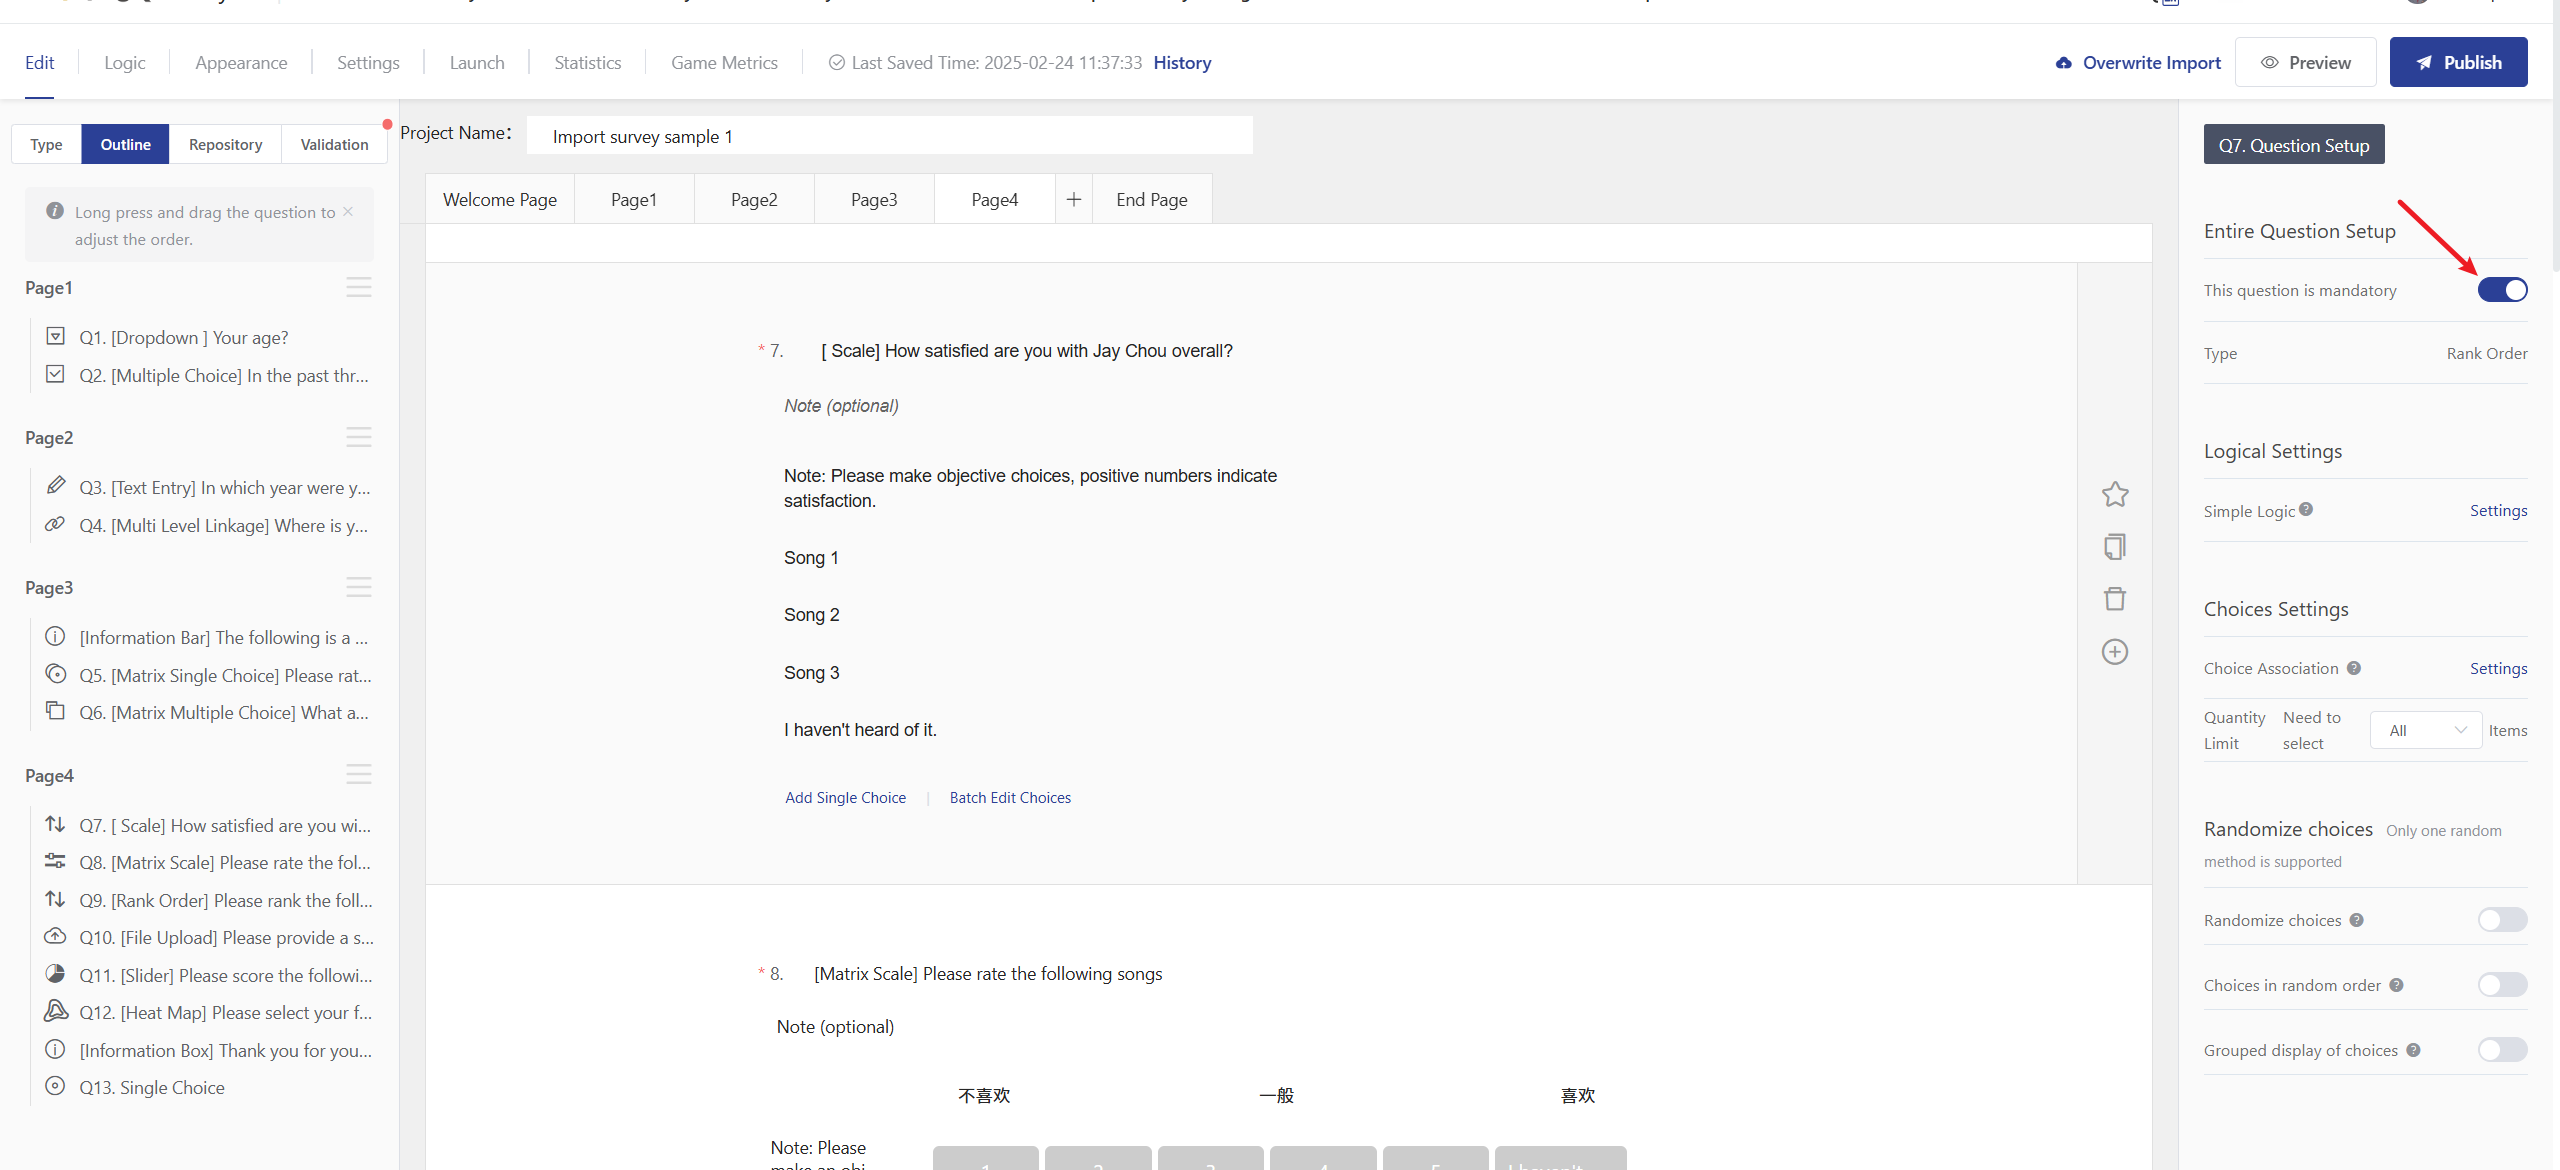 Edit
Logic
Appearance
Settings
Launch
Statistics
Game Metrics
Last Saved Time: 2025-02-24 11:37:33 History
Overwrite Import
Preview
Publish
Type
Outline
Repository
Validation
Long press and drag the question to
adjust the order.
Page1
Q1. [Dropdown ] Your age?
Q2. [Multiple Choice] In the past thr...
Page2
Q3. [Text Entry] In which year were y...
Q4. [Multi Level Linkage] Where is y...
Page3
[Information Bar] The following is a ...
Q5. [Matrix Single Choice] Please rat...
Q6. [Matrix Multiple Choice] What a...
Page4
Q7. [ Scale] How satisfied are you wi...
Q8. [Matrix Scale] Please rate the fol...
Q9. [Rank Order] Please rank the foll...
Q10. [File Upload] Please provide a s...
Q11. [Slider] Please score the followi...
Q12. [Heat Map] Please select your f...
[Information Box] Thank you for you...
Q13. Single Choice
Project Name：
Import survey sample 1
Welcome Page
Page1
Page2
Page3
Page4
+
End Page
* 7. [ Scale] How satisfied are you with Jay Chou overall?
Note (optional)
Note: Please make objective choices, positive numbers indicate
satisfaction.
Song 1
Song 2
Song 3
I haven't heard of it.
Add Single Choice | Batch Edit Choices
* 8. [Matrix Scale] Please rate the following songs
Note (optional)
不喜欢 一般 喜欢
Note: Please
Q7. Question Setup
Entire Question Setup
This question is mandatory
Type Rank Order
Logical Settings
Simple Logic Settings
Choices Settings
Choice Association Settings
Quantity Limit
Need to select
All
Items
Randomize choices Only one random
method is supported
Randomize choices
Choices in random order
Grouped display of choices